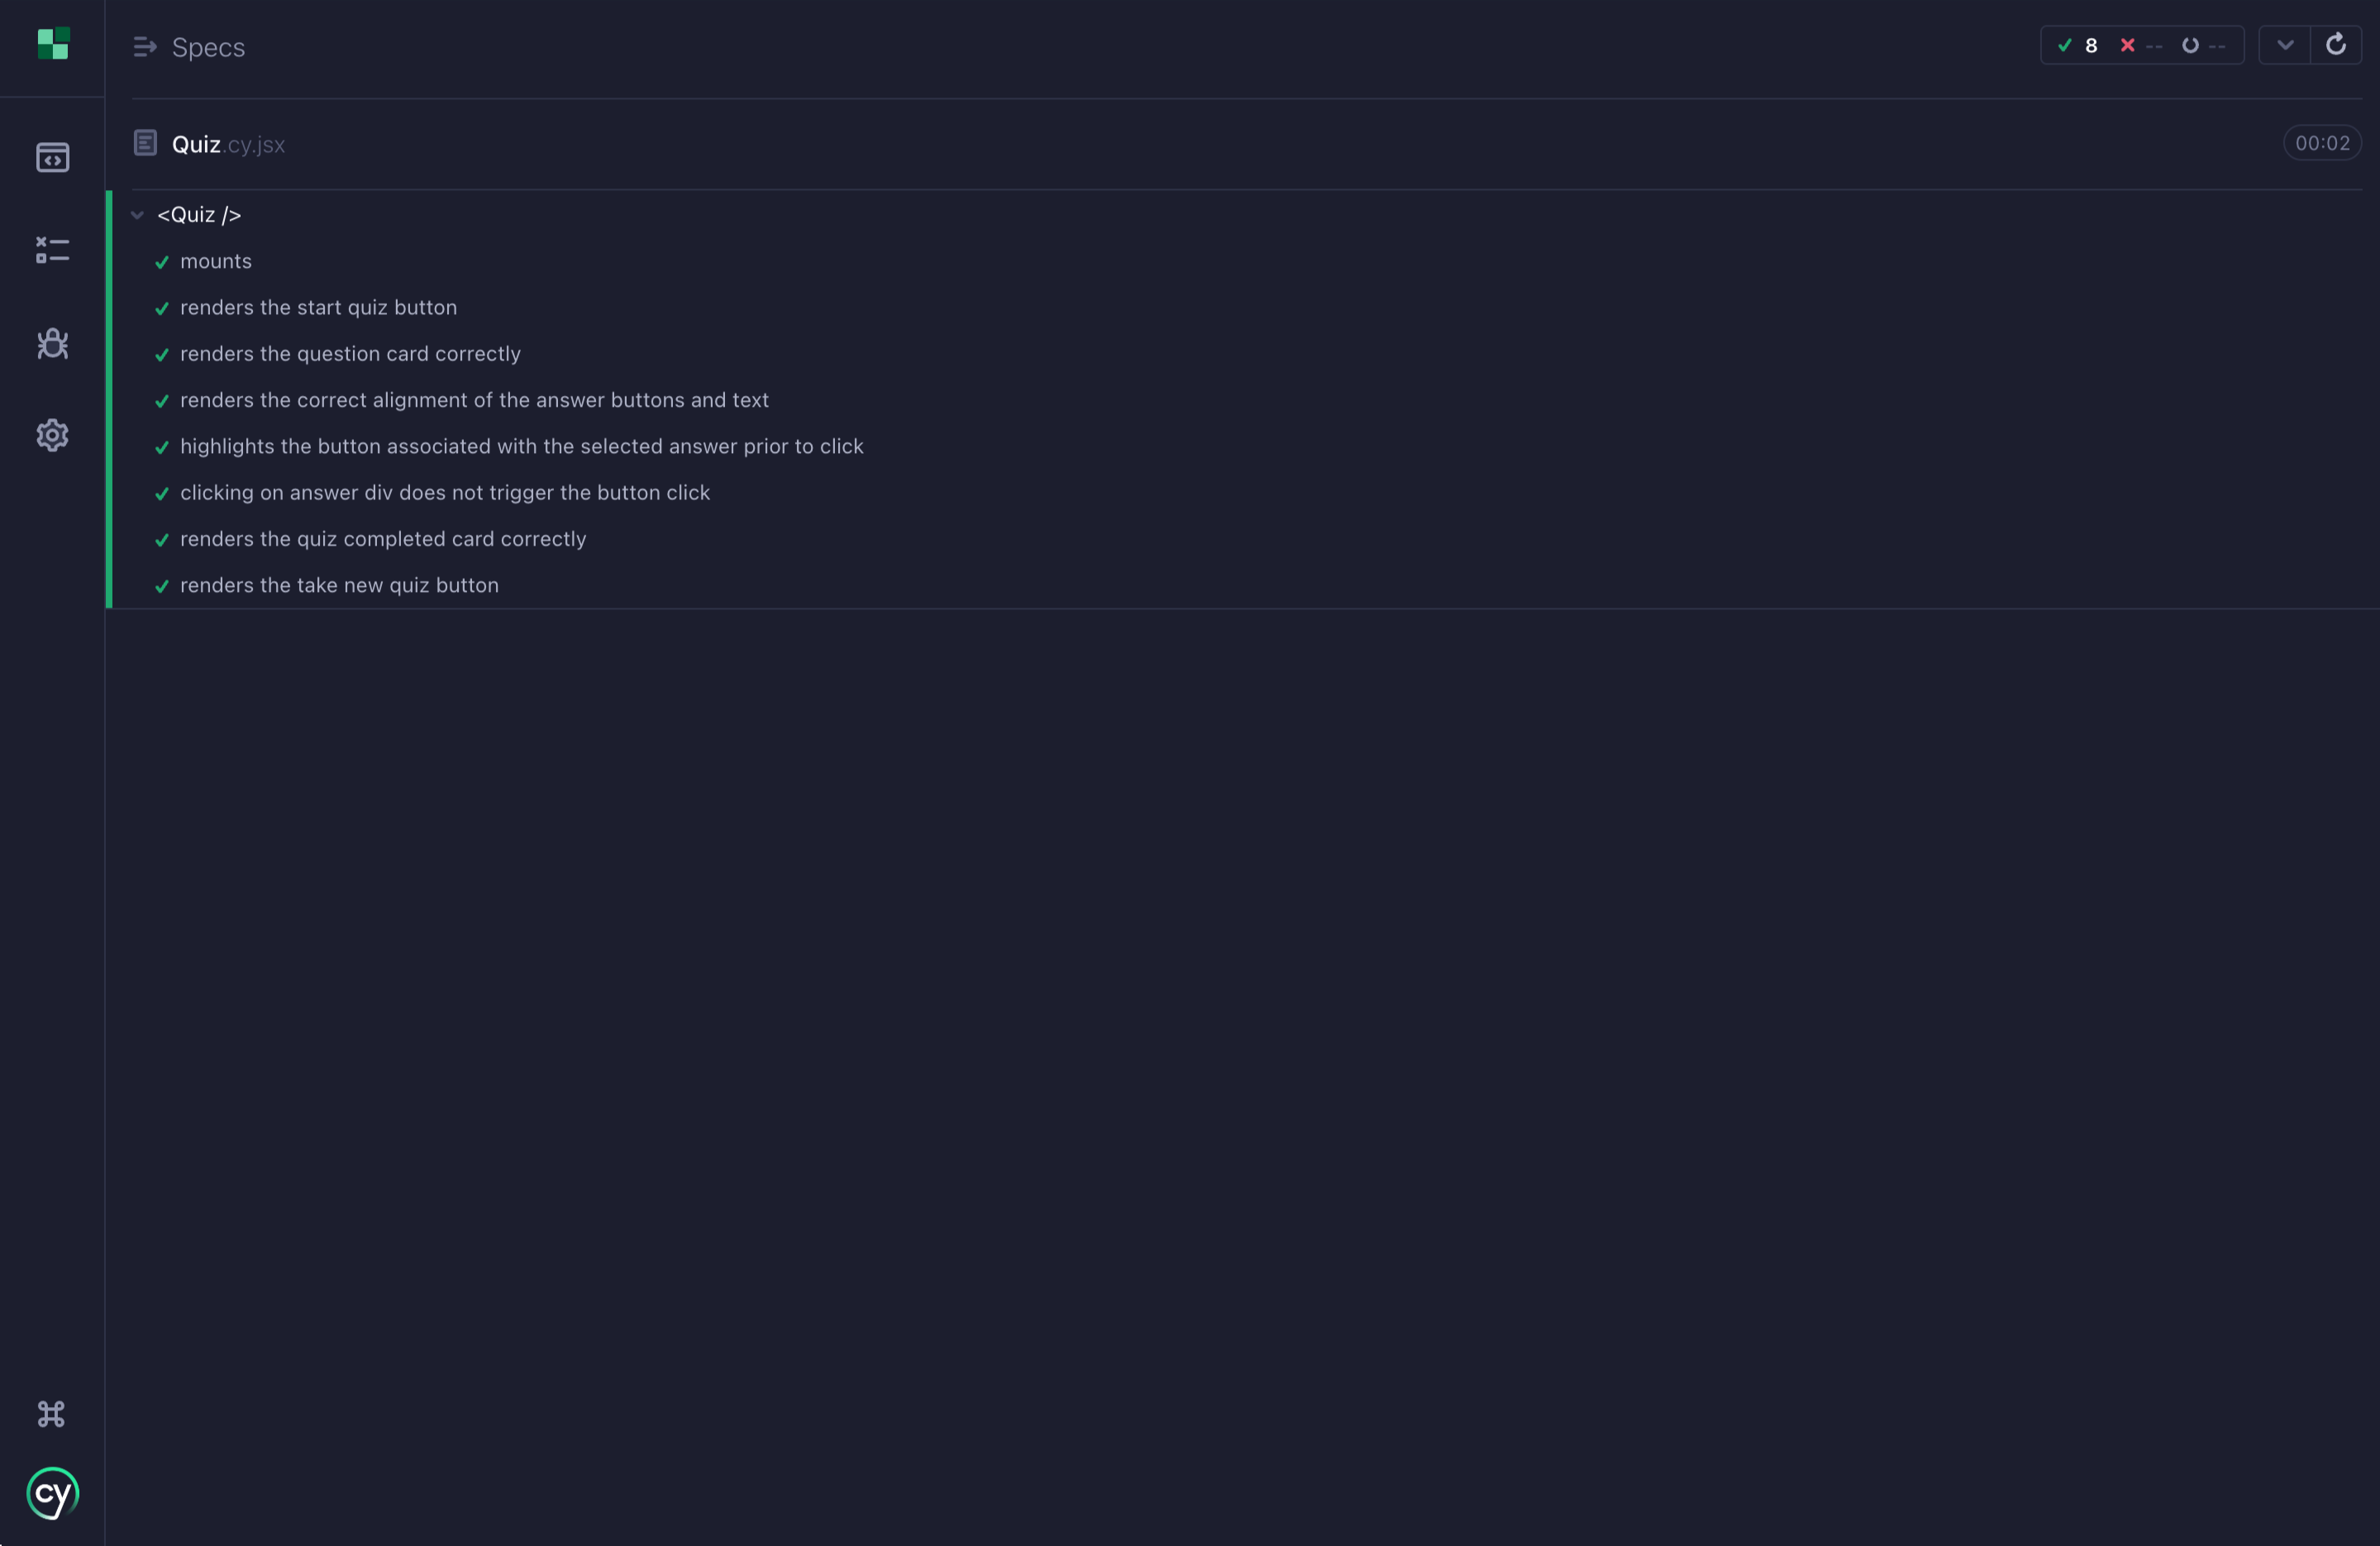 Specs
8 -- --
Quiz.cy.jsx
00:02
<Quiz />
mounts
renders the start quiz button
renders the question card correctly
renders the correct alignment of the answer buttons and text
highlights the button associated with the selected answer prior to click
clicking on answer div does not trigger the button click
renders the quiz completed card correctly
renders the take new quiz button
cy